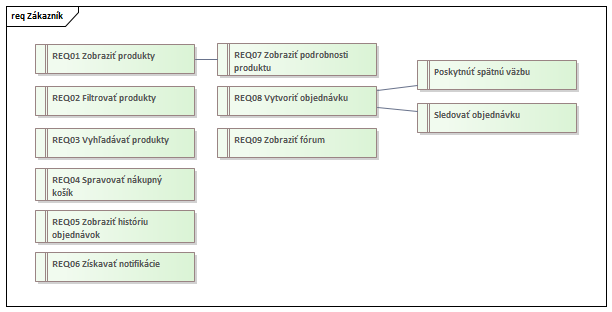 req Zákazník
REQ01 Zobraziť produkty
REQ02 Filtrovať produkty
REQ03 Vyhľadávať produkty
REQ04 Spravovať nákupný
košík
REQ05 Zobraziť históriu
objednávok
REQ06 Získavať notifikácie
REQ07 Zobraziť podrobnosti
produktu
REQ08 Vytvoriť objednávku
REQ09 Zobraziť fórum
Poskytnúť spätnú väzbu
Sledovať objednávku